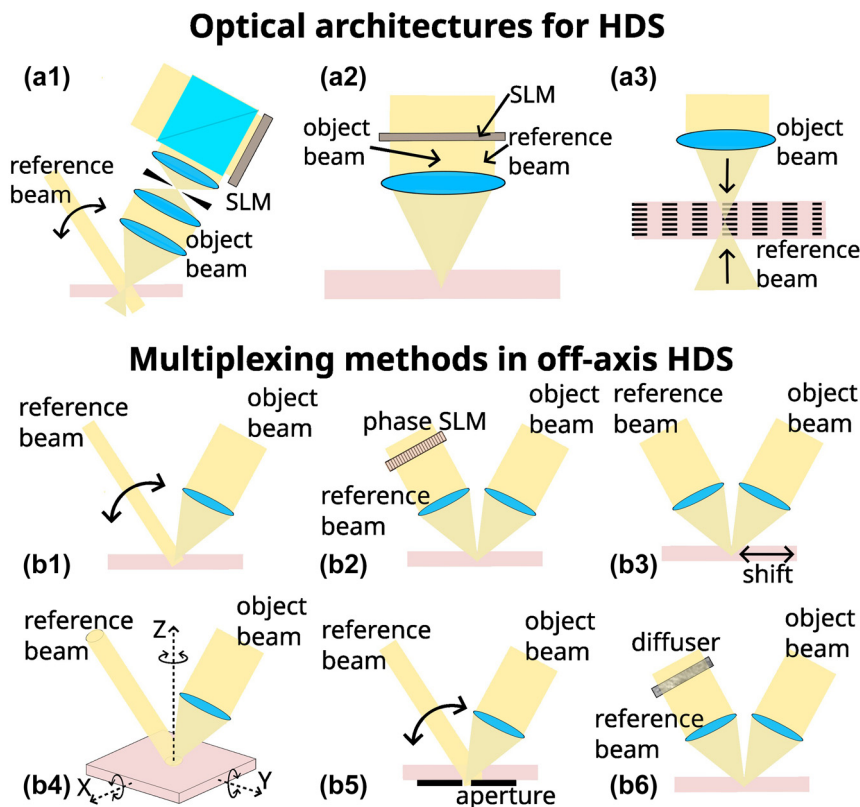 Optical architectures for HDS
(a1)
reference
beam
SLM
object
beam
(a2)
SLM
object
beam
reference
beam
(a3)
object
beam
reference
beam
Multiplexing methods in off-axis HDS
reference
beam
object
beam
(b1)
phase SLM
object
beam
reference
beam
(b2)
reference
beam
object
beam
(b3)
shift
reference
beam
Z
object
beam
(b4)
X
Y
reference
beam
object
beam
(b5)
aperture
diffuser
object
beam
reference
beam
(b6)